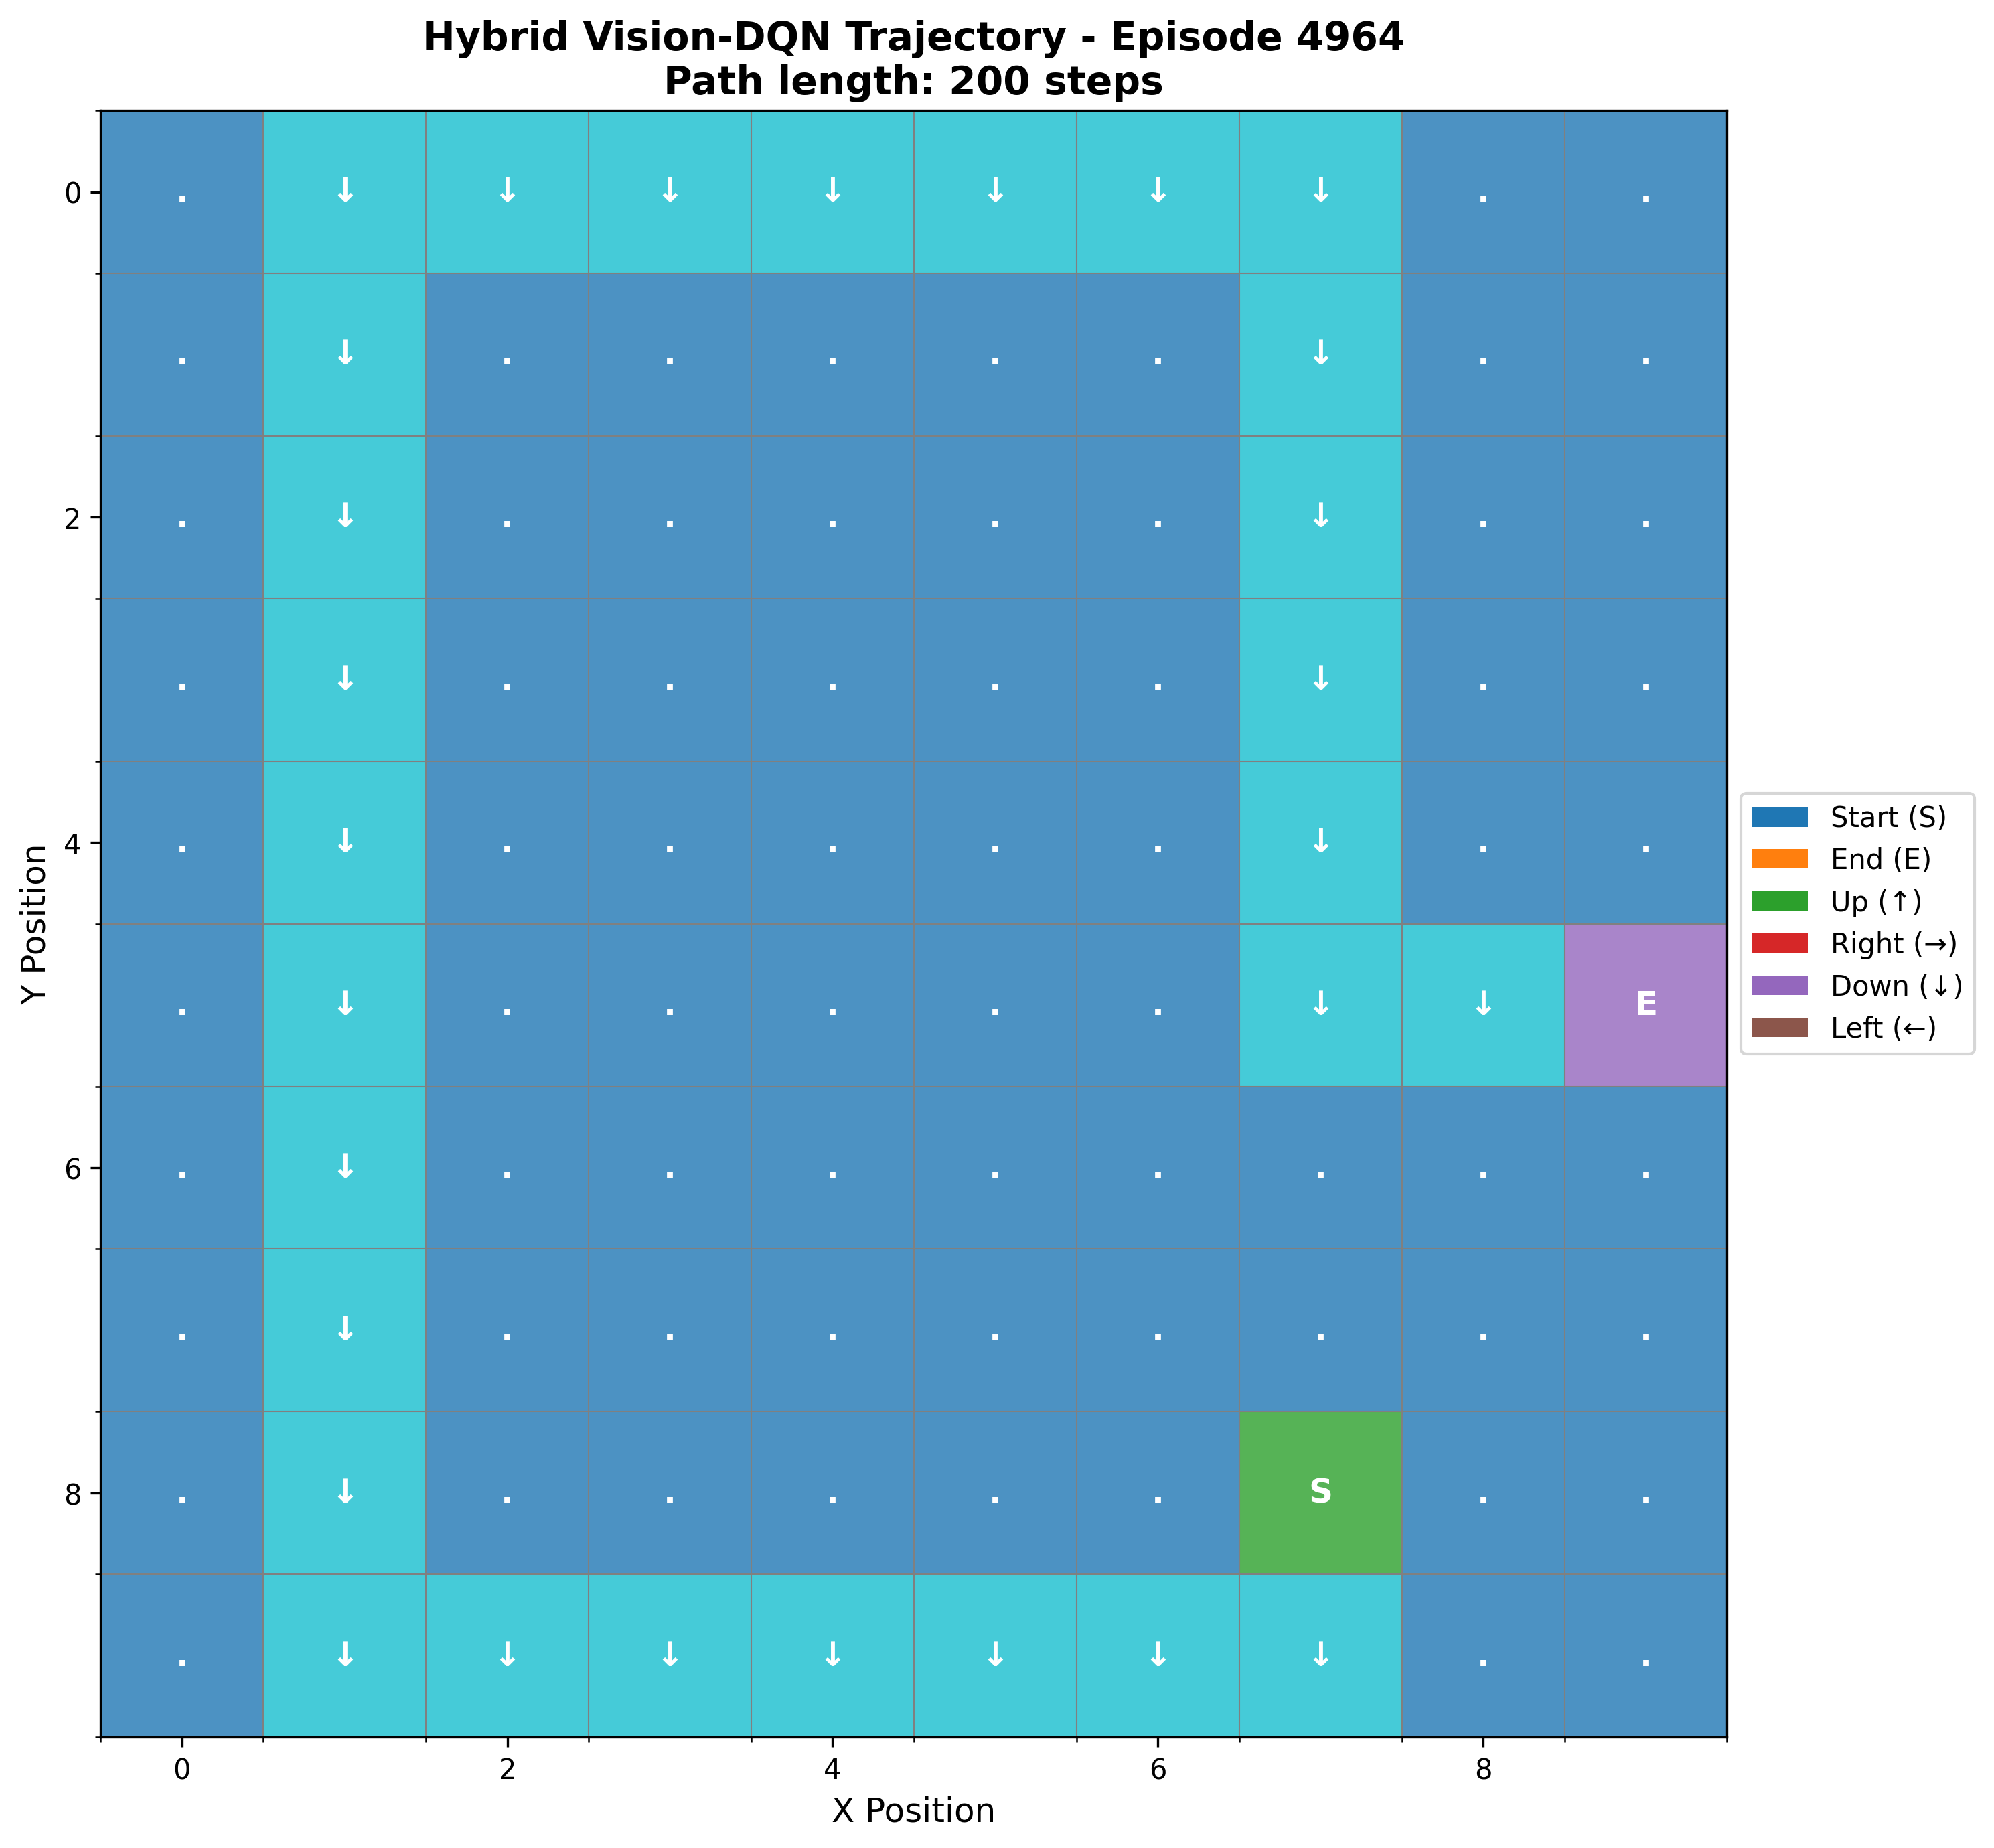 Hybrid Vision-DQN Trajectory - Episode 4964
Path length: 200 steps
0 . ↓ ↓ ↓ ↓ ↓ ↓ ↓ . .
. ↓ . . . . . ↓ . .
2 . ↓ . . . . . ↓ . .
. ↓ . . . . . ↓ . .
4 . ↓ . . . . . ↓ . .
. ↓ . . . . . ↓ ↓ E
6 . ↓ . . . . . . . .
. ↓ . . . . . . . .
8 . ↓ . . . . . S . .
. ↓ ↓ ↓ ↓ ↓ ↓ ↓ . .
0 2 4 6 8
X Position
Y Position
Start (S)
End (E)
Up (↑)
Right (→)
Down (↓)
Left (←)